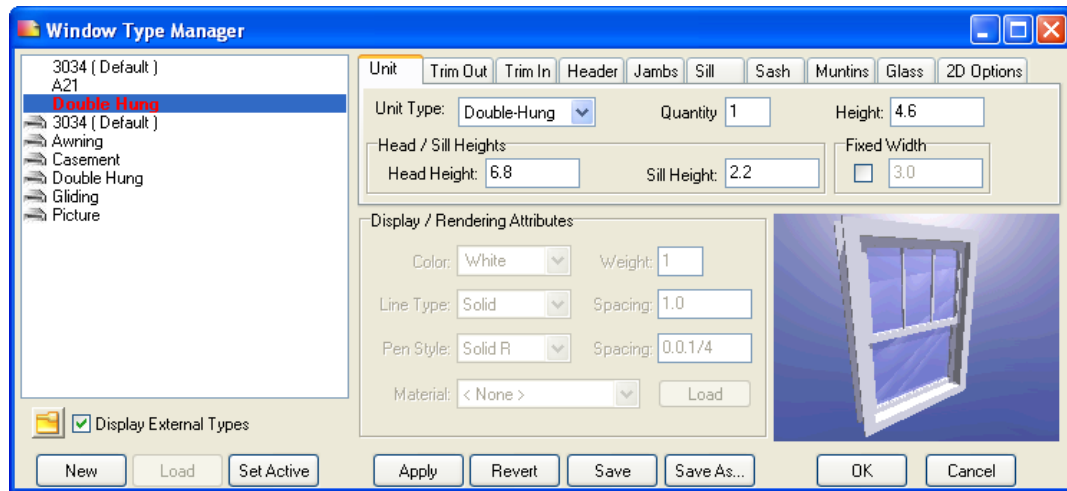 Window Type Manager
3034 ( Default )
A21
Double Hung
3034 ( Default )
Awning
Casement
Double Hung
Gliding
Picture
Display External Types
New Load Set Active
Unit Trim Out Trim In Header Jambs Sill Sash Muntins Glass 2D Options
Unit Type: Double-Hung Quantity 1 Height: 4.6
Head / Sill Heights Fixed Width
Head Height: 6.8 Sill Height: 2.2 3.0
Display / Rendering Attributes
Color: White Weight: 1
Line Type: Solid Spacing: 1.0
Pen Style: Solid R Spacing: 0.0.1/4
Material: < None > Load
Apply Revert Save Save As... OK Cancel